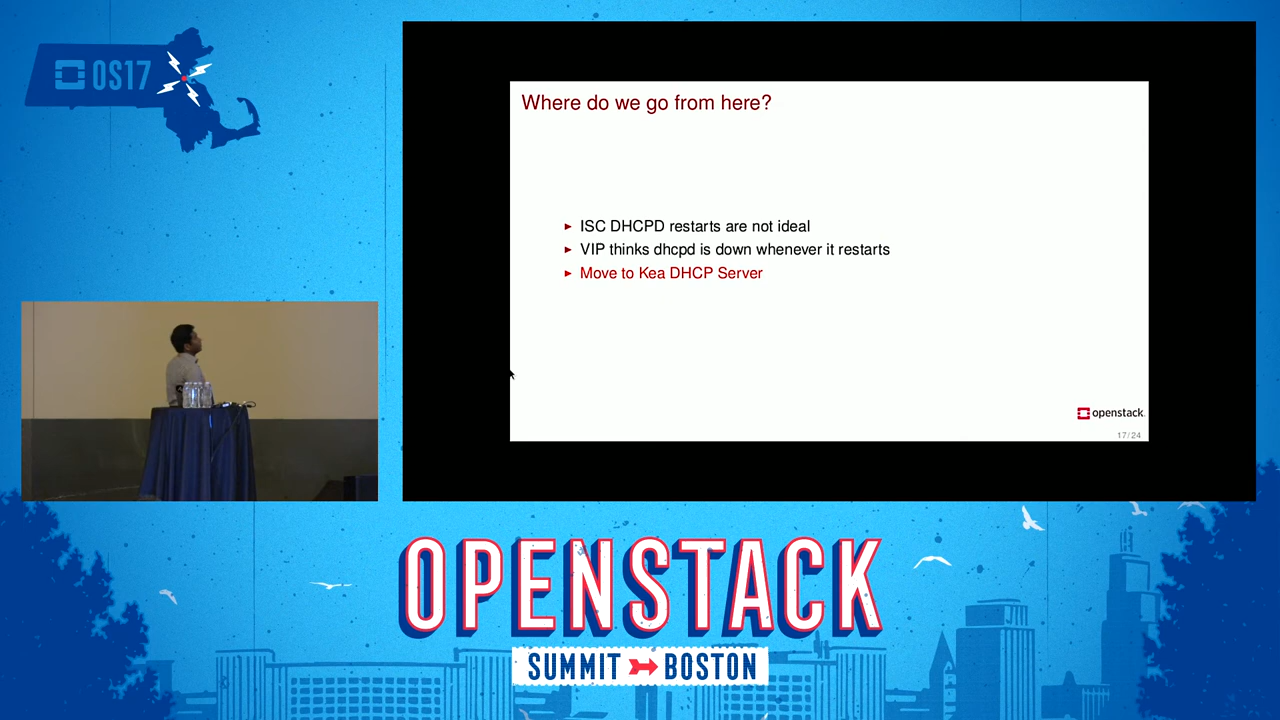 OS17
Where do we go from here?
► ISC DHCPD restarts are not ideal
► VIP thinks dhcpd is down whenever it restarts
► Move to Kea DHCP Server
openstack.
17/24
OPENSTACK
SUMMIT BOSTON